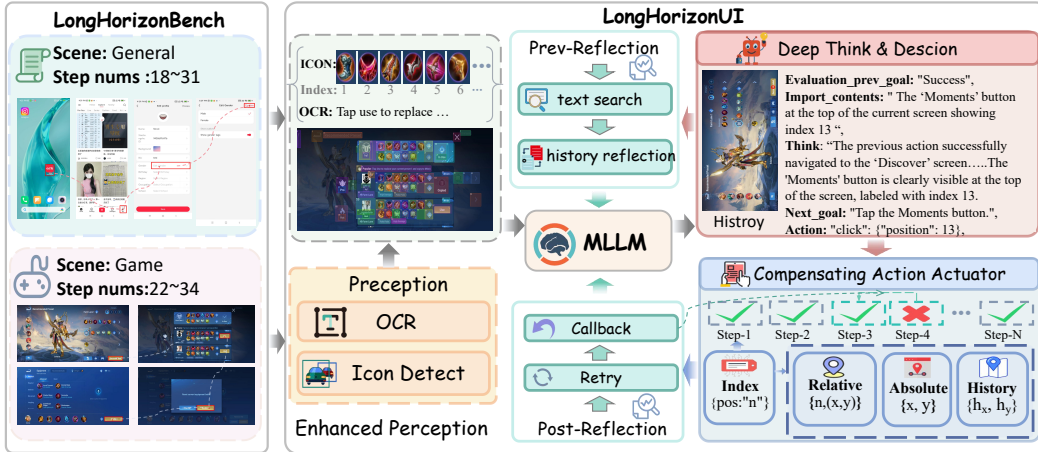 LongHorizonBench
Scene: General
Step nums :18~31
Scene: Game
Step nums:22~34
LongHorizonUI
ICON:
Index: 1 2 3 4 5 6 ...
OCR: Tap use to replace …
Preception
OCR
Icon Detect
Enhanced Perception
Prev-Reflection
text search
history reflection
MLLM
Callback
Retry
Post-Reflection
Deep Think & Descion
Histroy
Evaluation_prev_goal: "Success",
Import_contents: " The ‘Moments’ button
at the top of the current screen showing
index 13 “,
Think: “The previous action successfully
navigated to the ‘Discover’ screen…..The
'Moments' button is clearly visible at the top
of the screen, labeled with index 13.
Next_goal: "Tap the Moments button.",
Action: "click": {"position": 13},
Compensating Action Actuator
Step-1 Step-2 Step-3 Step-4 ... Step-N
Index
{pos:"n"}
Relative
{n,(x,y)}
Absolute
{x, y}
History
{hx, hy}